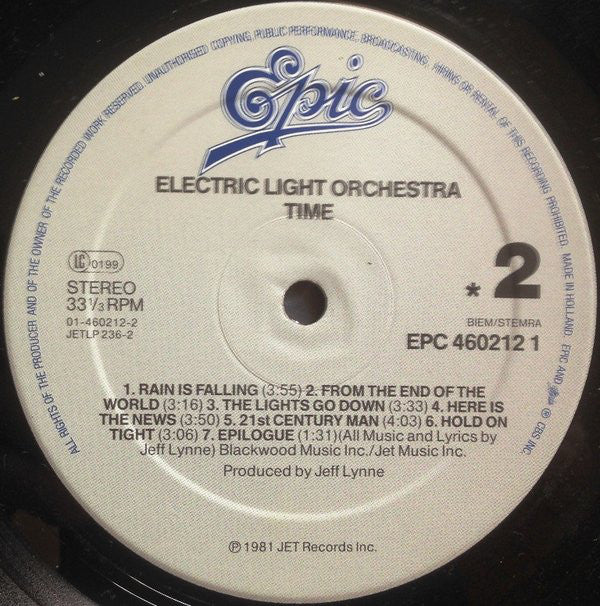 ALL RIGHTS OF THE PRODUCER AND OF THE OWNER OF THE RECORDED WORK RESERVED. UNAUTHORISED COPYING, PUBLIC PERFORMANCE, BROADCASTING, HIRING OR RENTAL OF THIS RECORDING PROHIBITED. MADE IN HOLLAND. EPIC AND ® CBS INC.
Epic
ELECTRIC LIGHT ORCHESTRA
TIME
LC 0199
STEREO
33⅓ RPM
01-460212-2
JETLP 236-2
* 2
BIEM/STEMRA
EPC 460212 1
1. RAIN IS FALLING (3:55) 2. FROM THE END OF THE
WORLD (3:16) 3. THE LIGHTS GO DOWN (3:33) 4. HERE IS
THE NEWS (3:50) 5. 21st CENTURY MAN (4:03) 6. HOLD ON
TIGHT (3:06) 7. EPILOGUE (1:31)(All Music and Lyrics by
Jeff Lynne) Blackwood Music Inc./Jet Music Inc.
Produced by Jeff Lynne
℗ 1981 JET Records Inc.